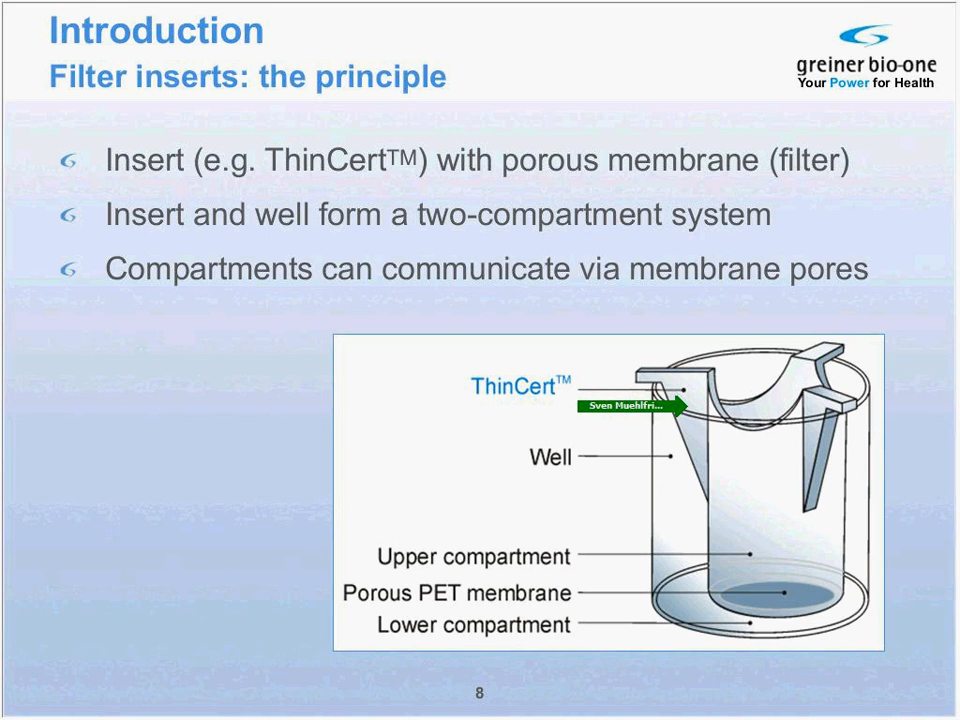 Introduction
Filter inserts: the principle
greiner bio-one
Your Power for Health
Insert (e.g. ThinCert™) with porous membrane (filter)
Insert and well form a two-compartment system
Compartments can communicate via membrane pores
ThinCert™
Sven Muehlfri...
Well
Upper compartment
Porous PET membrane
Lower compartment
8